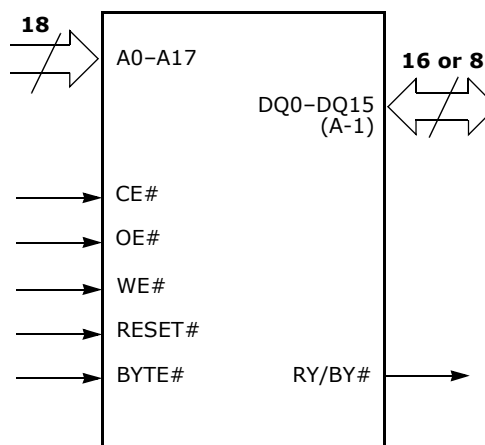 18
A0–A17
16 or 8
DQ0–DQ15
(A-1)
CE#
OE#
WE#
RESET#
BYTE#
RY/BY#